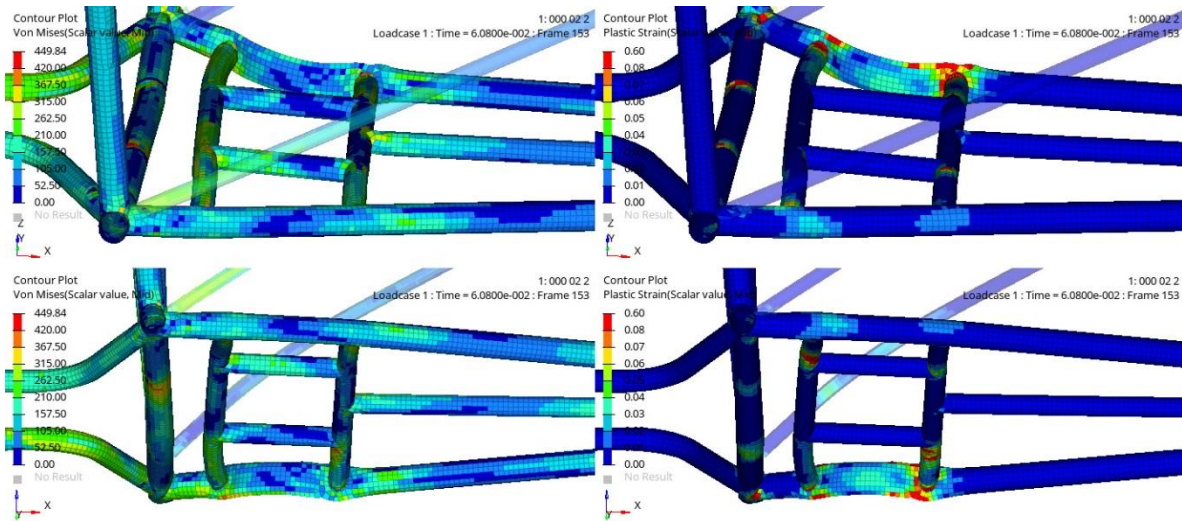 Contour Plot
1: 000 02 2
Von Mises(Scalar value, Mid)
Loadcase 1 : Time = 6.0800e-002 : Frame 153
449.84
420.00
367.50
315.00
262.50
210.00
157.50
105.00
52.50
0.00
No Result
Z
Y
X
Contour Plot
1: 000 02 2
Plastic Strain(Scalar value,
Loadcase 1 : Time = 6.0800e-002 : Frame 153
0.60
0.08
0.06
0.05
0.04
0.03
0.01
0.00
No Result
Z
Y
X
Contour Plot
1: 000 02 2
Von Mises(Scalar value, Mid)
Loadcase 1 : Time = 6.0800e-002 : Frame 153
449.84
420.00
367.50
315.00
262.50
210.00
157.50
105.00
52.50
0.00
No Result
Y
X
Contour Plot
1: 000 02 2
Plastic Strain(Scalar value,
Loadcase 1 : Time = 6.0800e-002 : Frame 153
0.60
0.08
0.07
0.06
0.05
0.04
0.03
0.02
0.01
0.00
No Result
Y
X